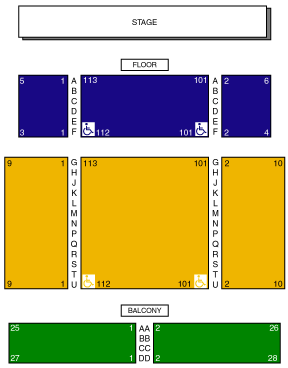 STAGE
FLOOR
5 1 A 113 101 A 2 6
B B
C C
D D
E E
3 1 F 112 101 F 2 4
9 1 G 113 101 G 2 10
H H
J J
K K
L L
M M
N N
P P
Q Q
R R
S S
T T
9 1 U 112 101 U 2 10
BALCONY
25 1 AA 2 26
BB
CC
27 1 DD 2 28